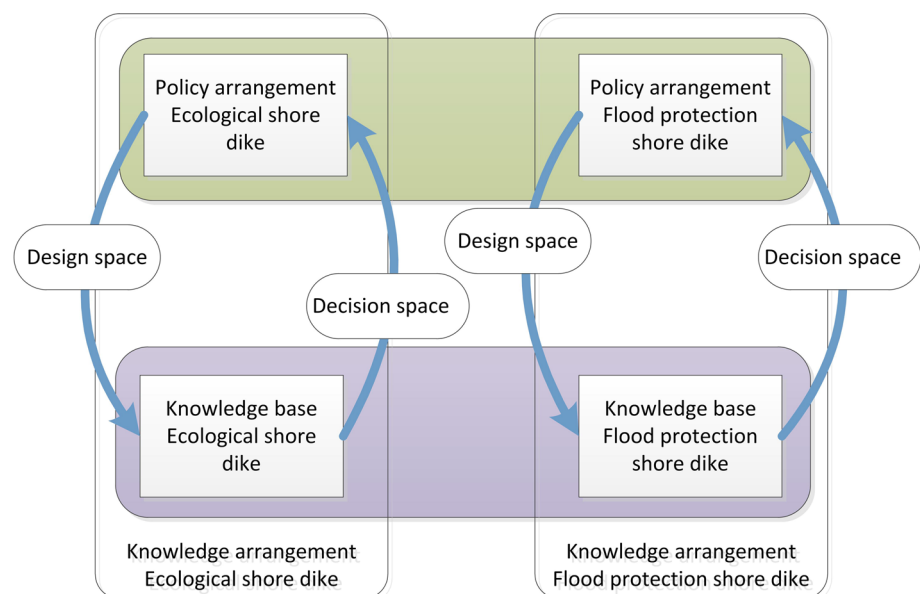 Policy arrangement
Ecological shore
dike
Policy arrangement
Flood protection
shore dike
Design space
Decision space
Design space
Decision space
Knowledge base
Ecological shore
dike
Knowledge base
Flood protection
shore dike
Knowledge arrangement
Ecological shore dike
Knowledge arrangement
Flood protection shore dike